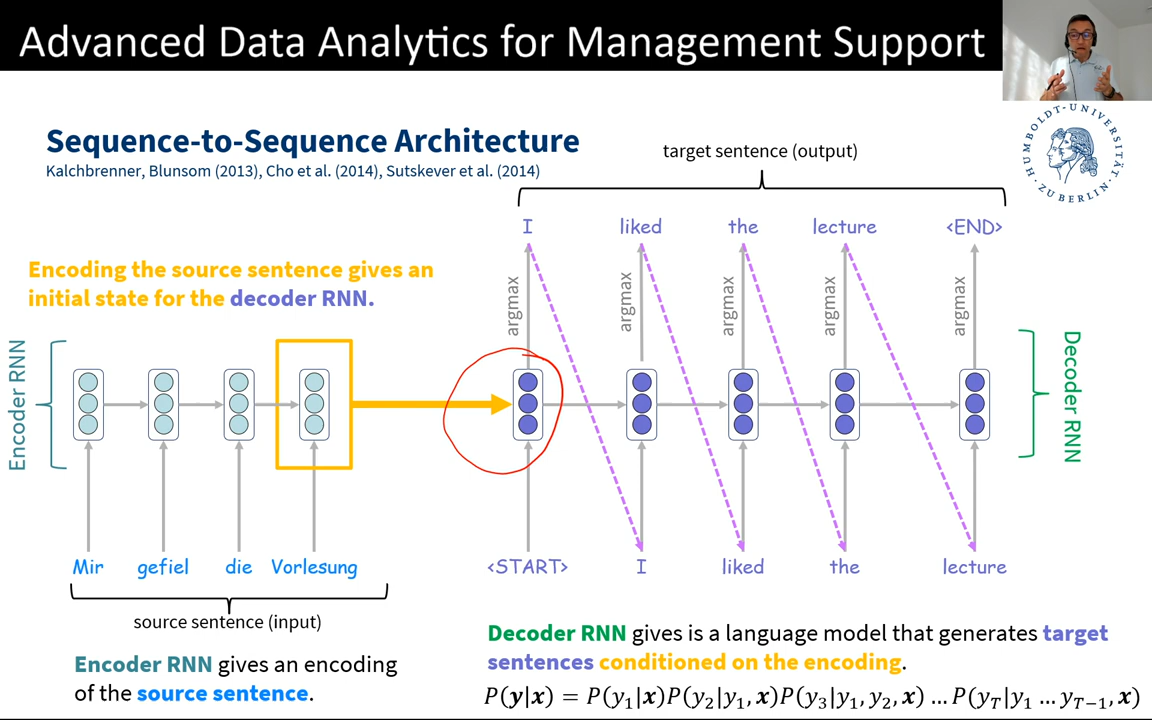 Advanced Data Analytics for Management Support
HUMBOLDT-UNIVERSITÄT
ZU BERLIN
Sequence-to-Sequence Architecture
Kalchbrenner, Blunsom (2013), Cho et al. (2014), Sutskever et al. (2014)
target sentence (output)
I liked the lecture <END>
Encoding the source sentence gives an
initial state for the decoder RNN.
argmax argmax argmax argmax argmax
Encoder RNN
Decoder RNN
Mir gefiel die Vorlesung
<START> I liked the lecture
source sentence (input)
Encoder RNN gives an encoding
of the source sentence.
Decoder RNN gives is a language model that generates target
sentences conditioned on the encoding.
P(y|x) = P(y₁|x)P(y₂|y₁, x)P(y₃|y₁, y₂, x) … P(y_T|y₁ … y_{T−1}, x)